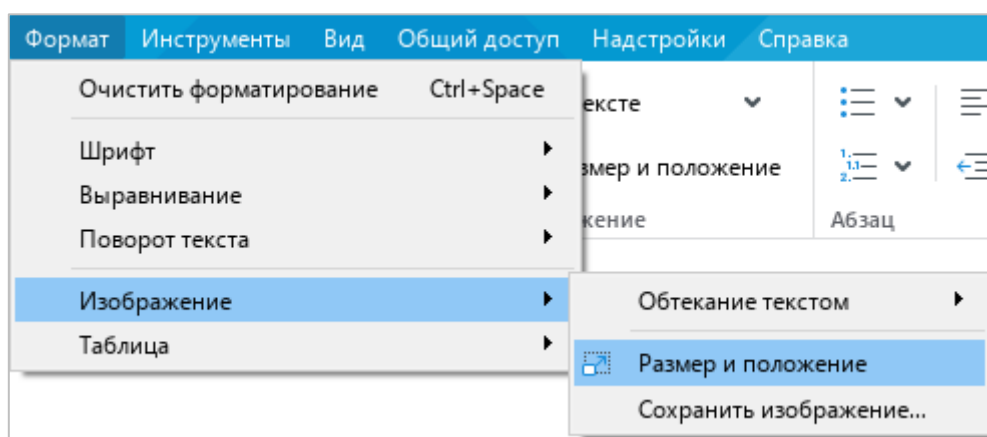 Формат Инструменты Вид Общий доступ Надстройки Справка
Очистить форматирование Ctrl+Space
ексте
Шрифт
змер и положение
Выравнивание
Поворот текста
жение
Абзац
Изображение
Обтекание текстом
Таблица
Размер и положение
Сохранить изображение...